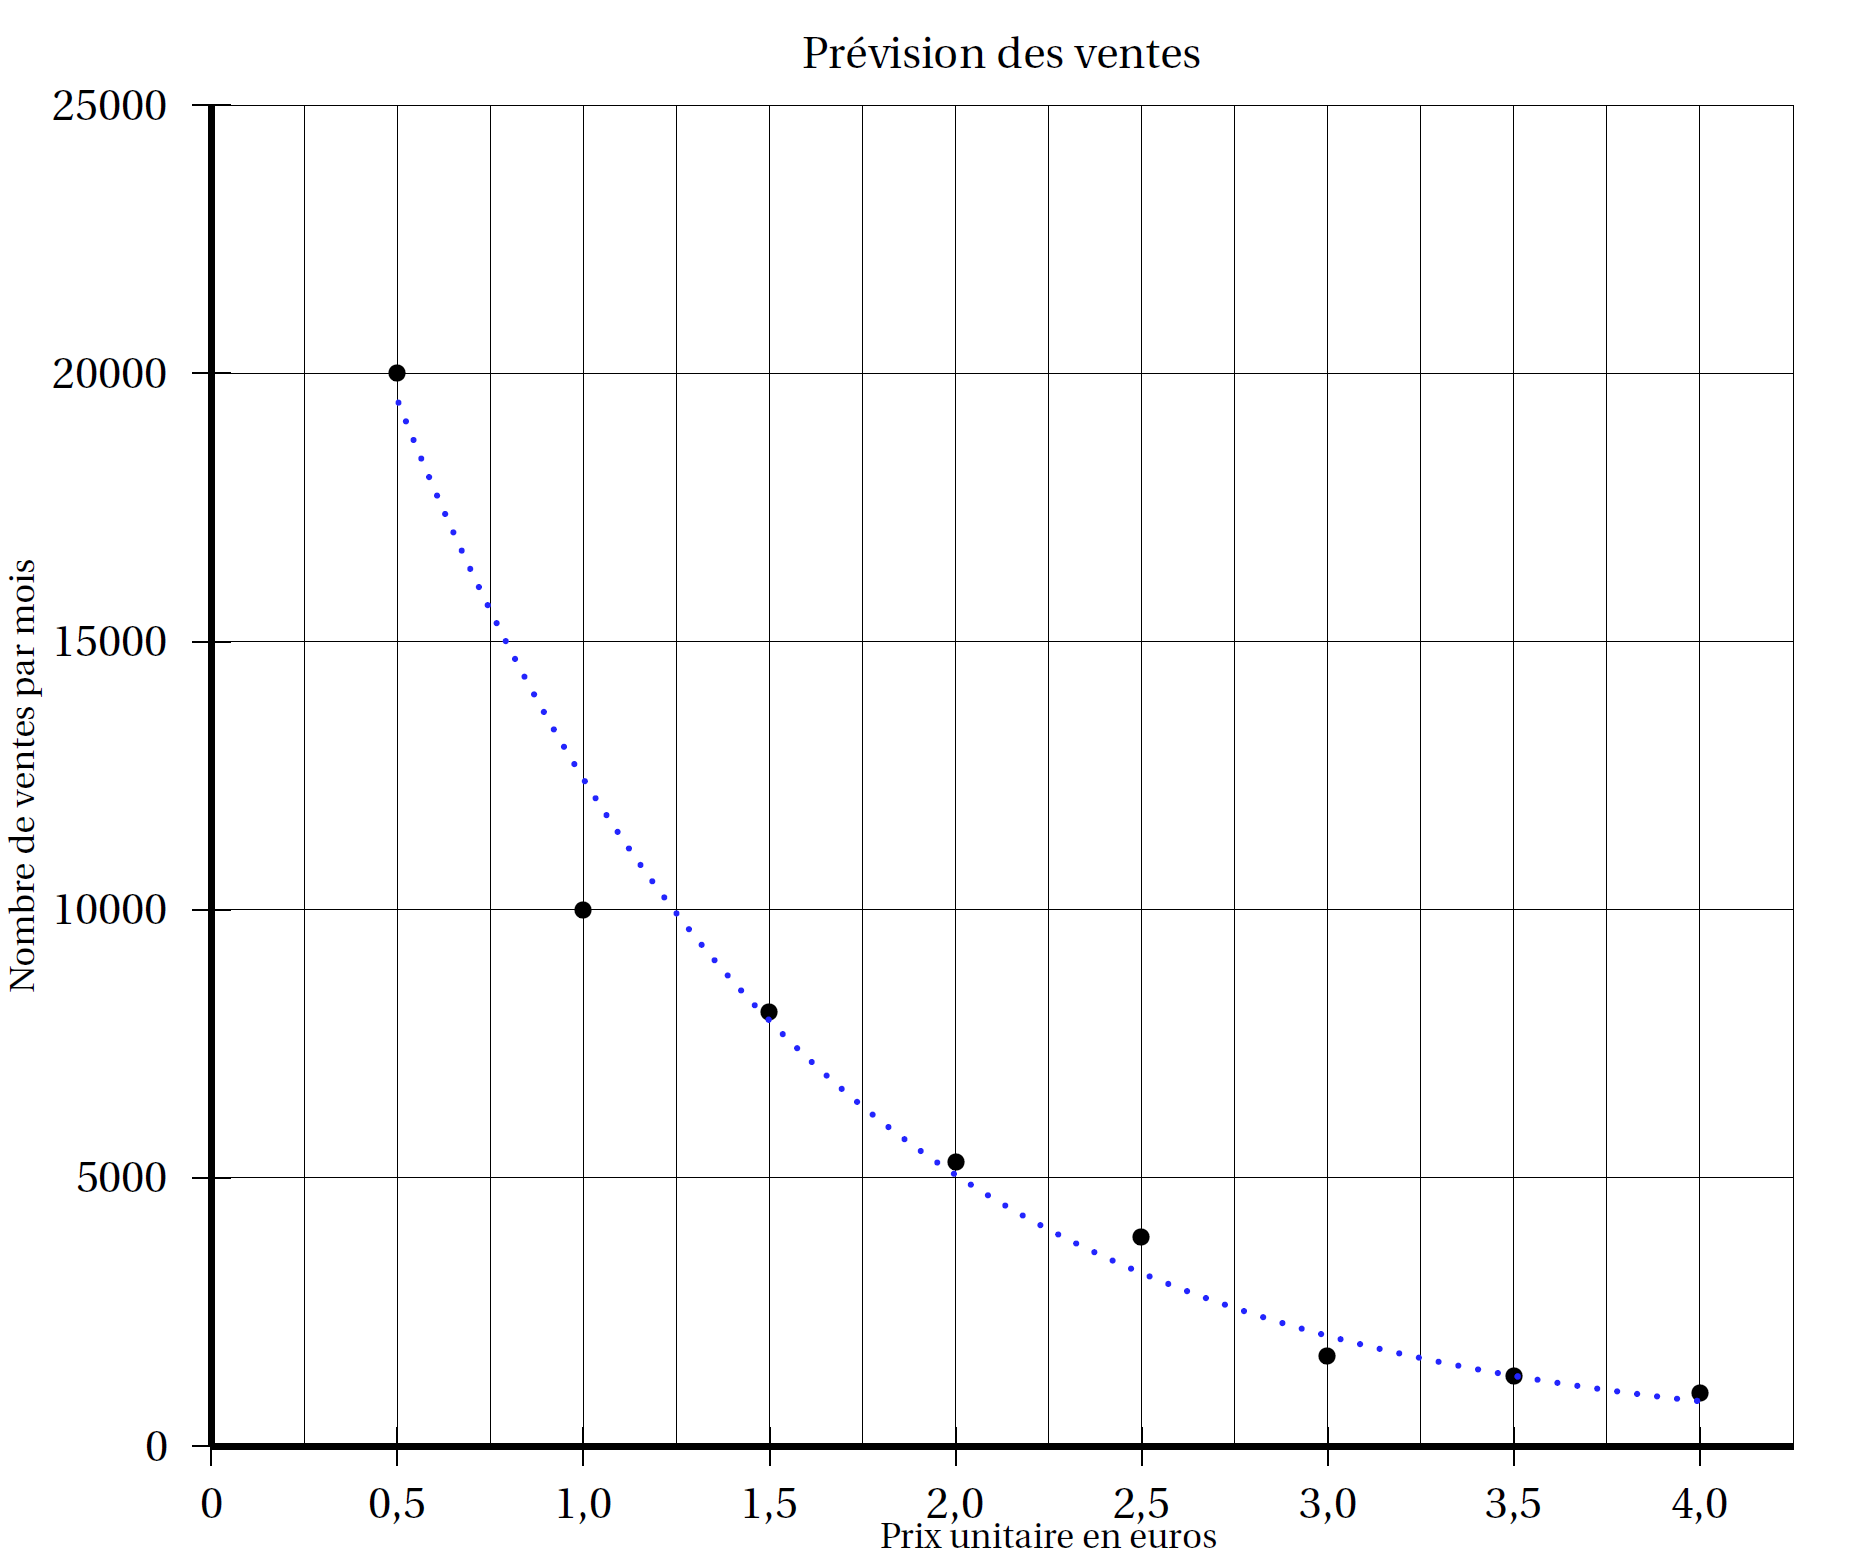 Prévision des ventes
25000
20000
15000
10000
5000
0
Nombre de ventes par mois
0 0,5 1,0 1,5 2,0 2,5 3,0 3,5 4,0
Prix unitaire en euros